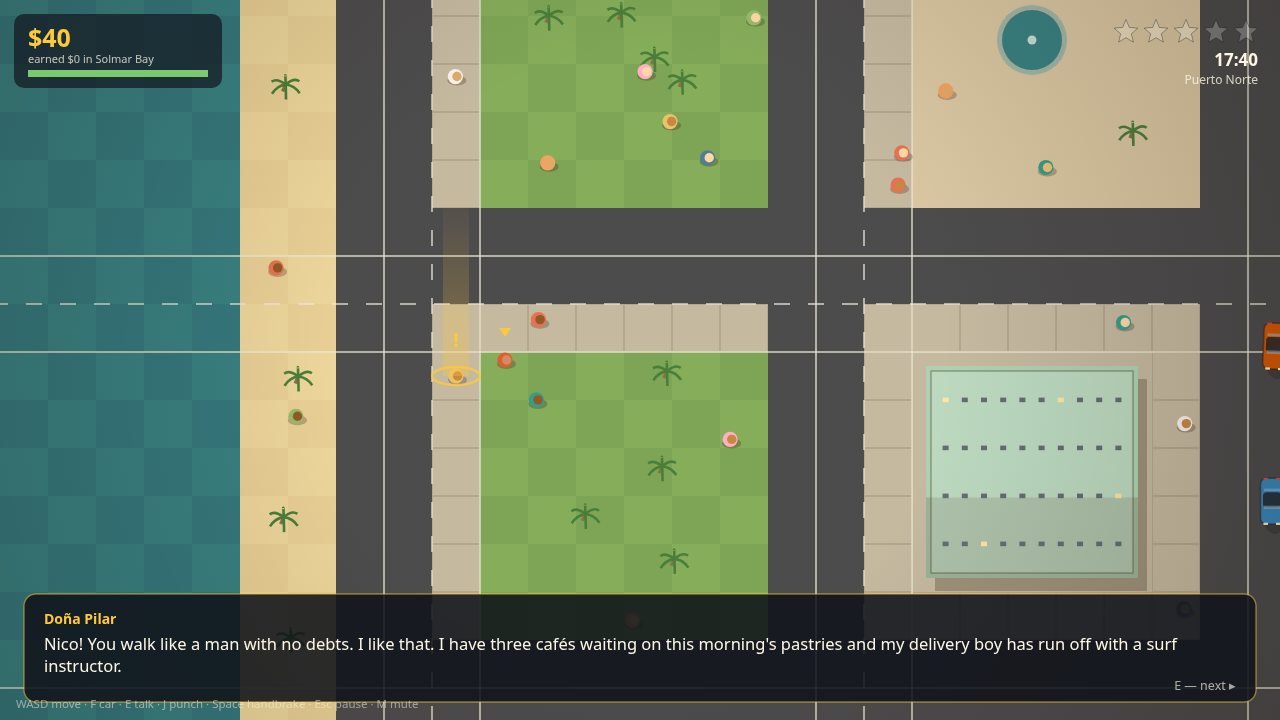 $40
earned $0 in Solmar Bay
17:40
Puerto Norte
!
Doña Pilar
Nico! You walk like a man with no debts. I like that. I have three cafés waiting on this morning's pastries and my delivery boy has run off with a surf
instructor.
E — next ▸
WASD move · F car · E talk · J punch · Space handbrake · Esc pause · M mute